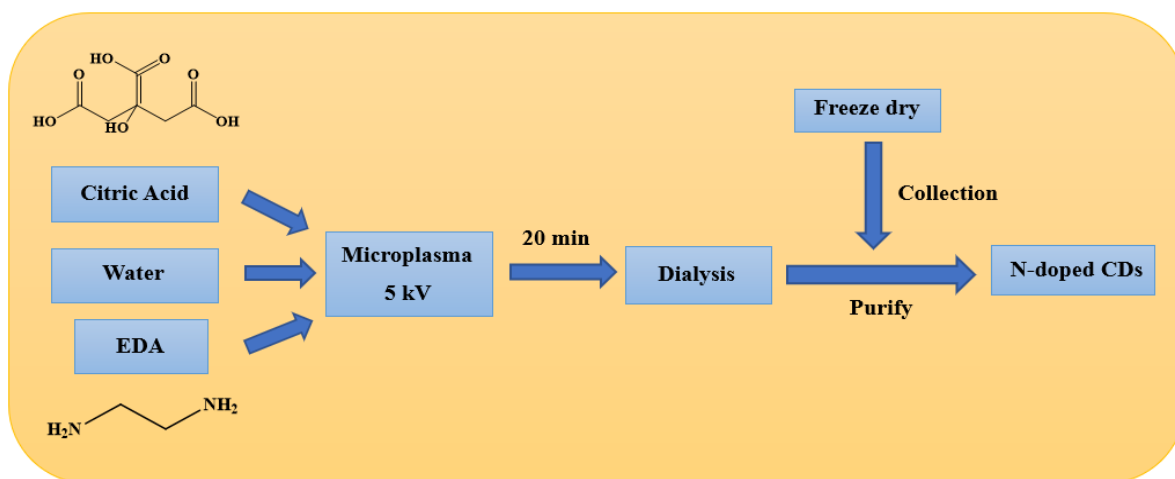 HO
O
O
O
HO
HO
OH
Citric Acid
Water
EDA
NH2
H2N
Microplasma
5 kV
20 min
Dialysis
Freeze dry
Collection
Purify
N-doped CDs